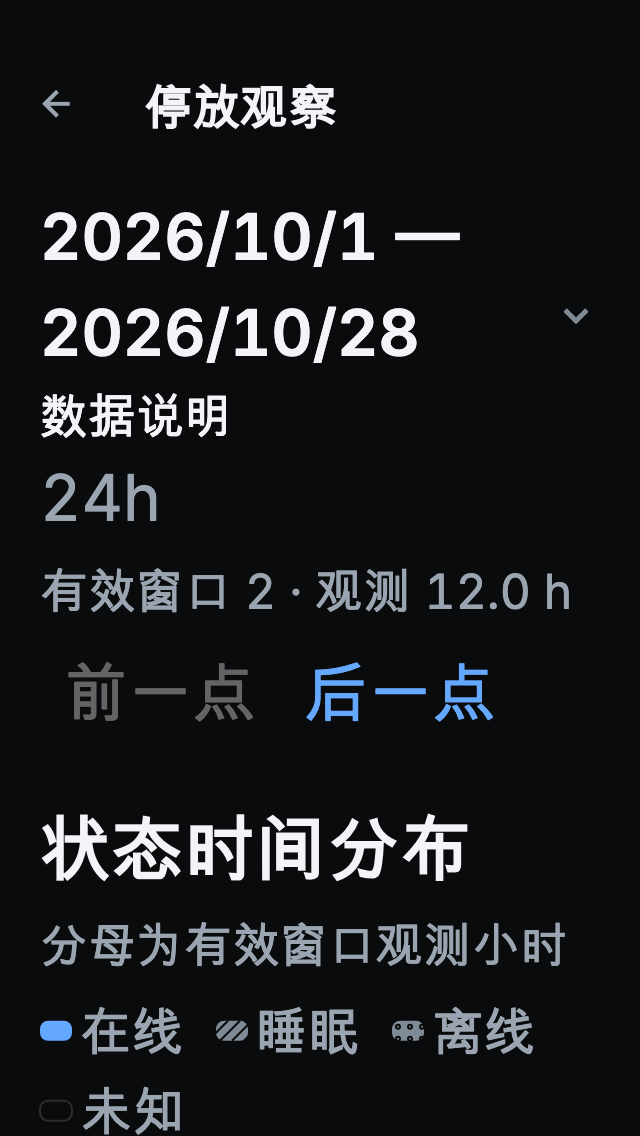 停放观察
2026/10/1 —
2026/10/28
数据说明
24h
有效窗口 2 · 观测 12.0 h
前一点 后一点
状态时间分布
分母为有效窗口观测小时
在线 睡眠 离线
未知